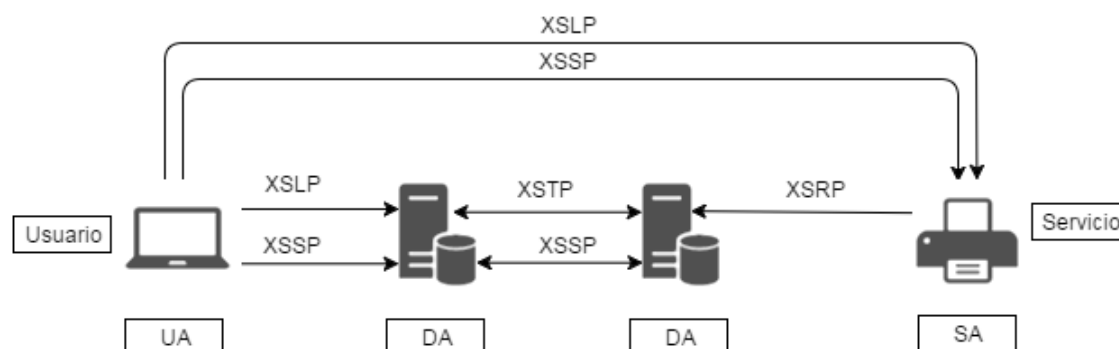 XSLP
XSSP
XSLP
XSTP
XSRP
Usuario
Servicio
XSSP
XSSP
UA
DA
DA
SA